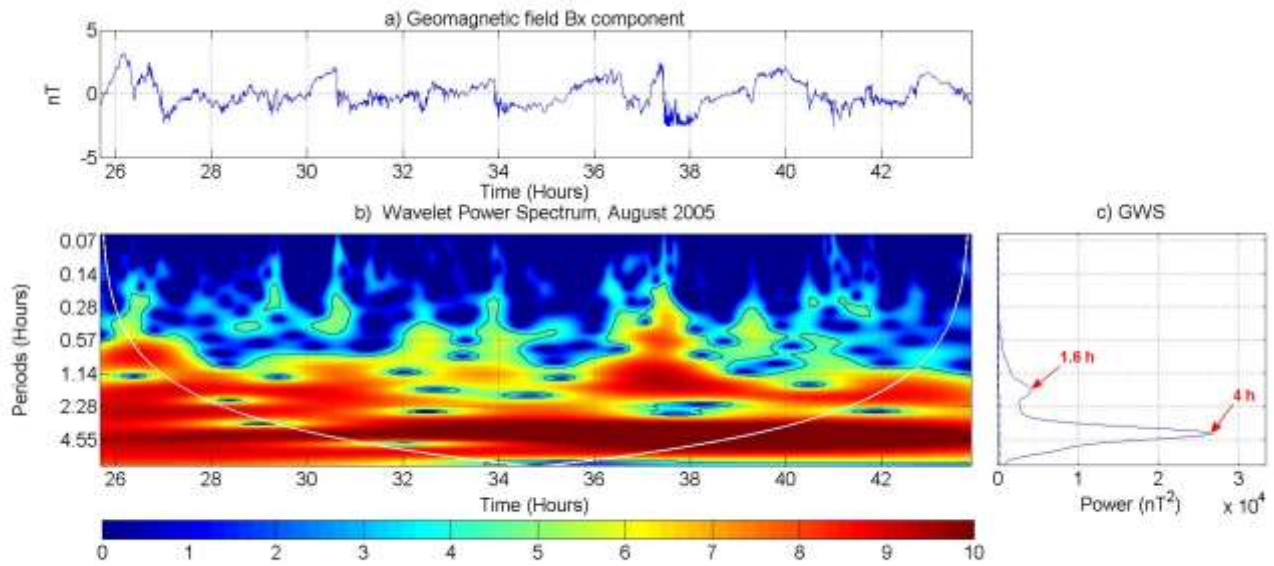 a) Geomagnetic field Bx component
5
0
-5
nT
26 28 30 32 34 36 38 40 42
Time (Hours)
b) Wavelet Power Spectrum, August 2005
0.07
0.14
0.28
0.57
1.14
2.28
4.55
Periods (Hours)
26 28 30 32 34 36 38 40 42
Time (Hours)
0 1 2 3 4 5 6 7 8 9 10
c) GWS
1.6 h
4 h
0 1 2 3
Power (nT²) x 10⁴